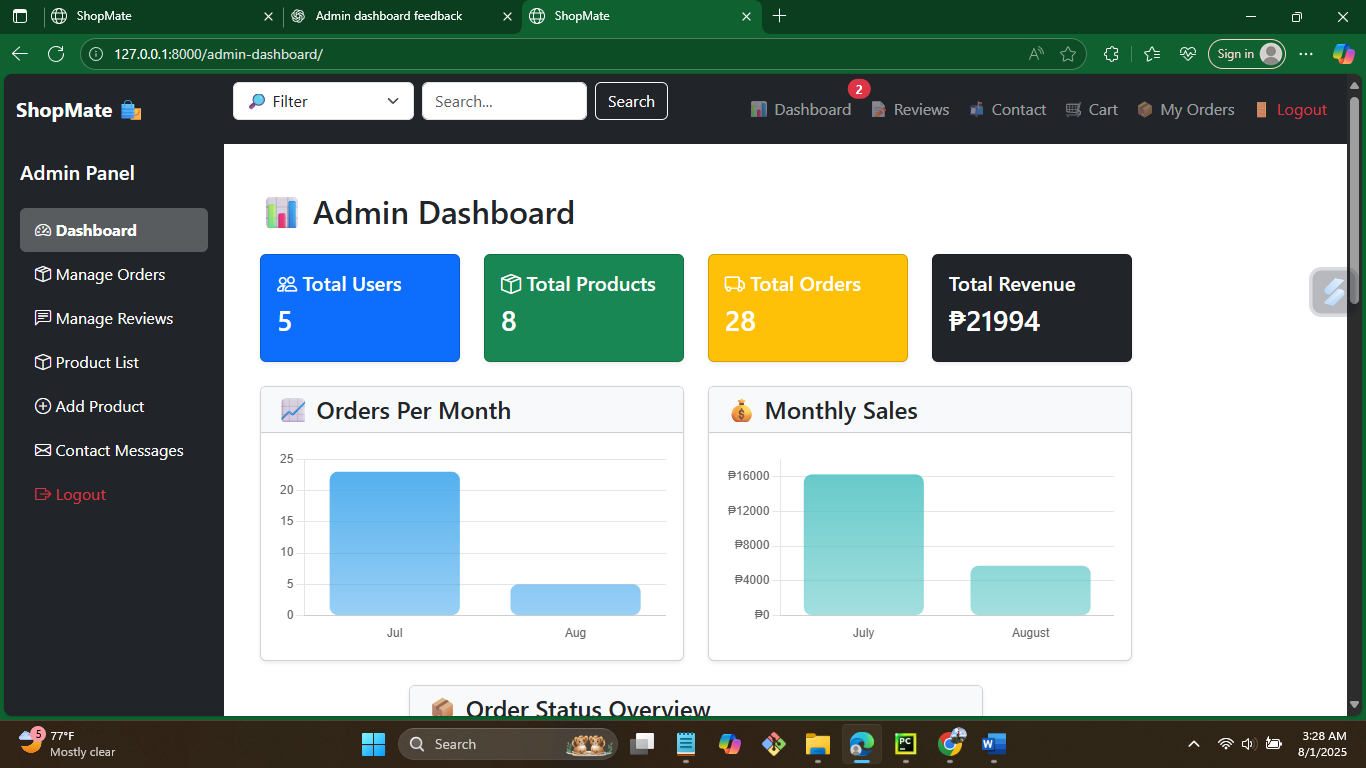 ShopMate
Admin dashboard feedback
ShopMate
127.0.0.1:8000/admin-dashboard/
Sign in
ShopMate
Filter
Search...
Search
2
Dashboard
Reviews
Contact
Cart
My Orders
Logout
Admin Panel
Dashboard
Manage Orders
Manage Reviews
Product List
Add Product
Contact Messages
Logout
Admin Dashboard
Total Users
5
Total Products
8
Total Orders
28
Total Revenue
₱21994
Orders Per Month
25
20
15
10
5
0
Jul
Aug
Monthly Sales
₱16000
₱12000
₱8000
₱4000
₱0
July
August
Order Status Overview
5
77°F
Mostly clear
Search
3:28 AM
8/1/2025